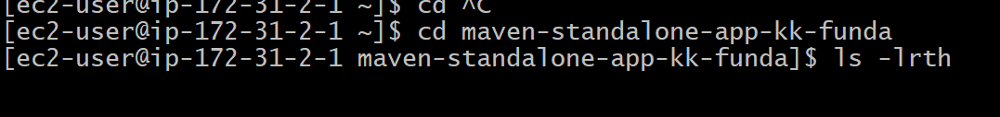 [ec2-user@ip-172-31-2-1 ~]$ cd ^C
[ec2-user@ip-172-31-2-1 ~]$ cd maven-standalone-app-kk-funda
[ec2-user@ip-172-31-2-1 maven-standalone-app-kk-funda]$ ls -lrth